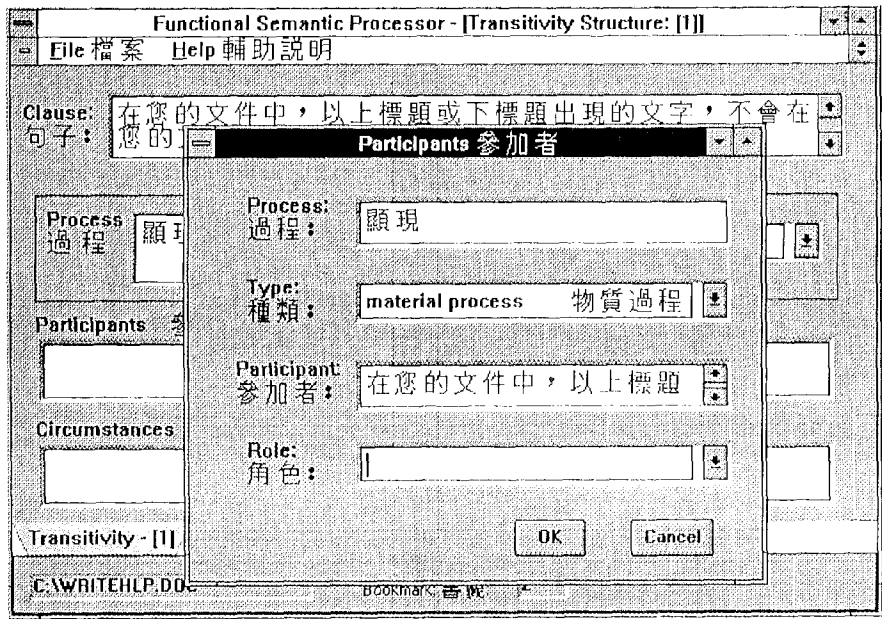 Functional Semantic Processor - [Transitivity Structure: [1]]
File 檔案 Help 輔助説明
Clause:
句子：
在您的文件中，以上標題或下標題出現的文字，不會在
您的
Participants 參加者
Process
過程
顯
Process:
過程：
顯現
Type:
種類：
material process 物質過程
Participants
Participant:
參加者：
在您的文件中，以上標題
Circumstances
Role:
角色：
OK Cancel
Transitivity - [1]
C:\WRITEHLP.DOC
Bookmark: